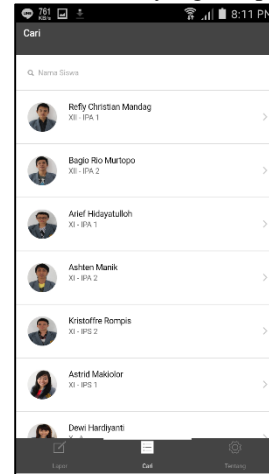 761
KB/s
8:11 PM
Cari
Nama Siswa
Refly Christian Mandag
XII - IPA 1
Bagio Rio Murtopo
XII - IPA 2
Arief Hidayatulloh
XI - IPA 1
Ashten Manik
XI - IPA 2
Kristoffre Rompis
XI - IPS 2
Astrid Makiolor
XI - IPS 1
Dewi Hardiyanti
Lapor
Cari
Tentang